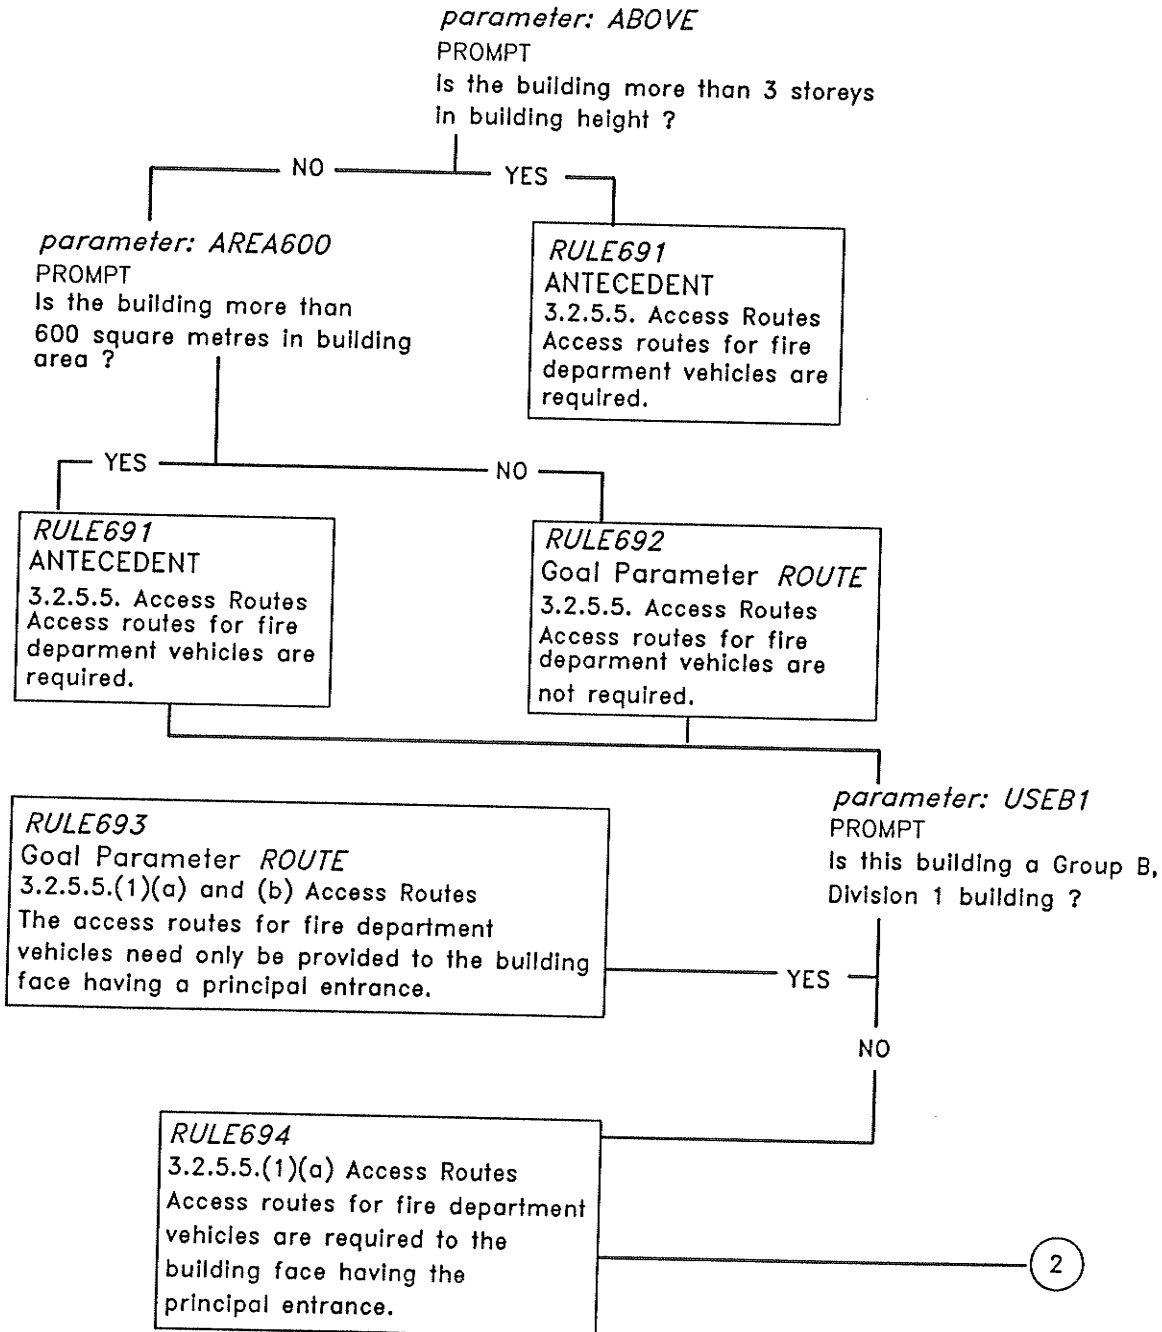 parameter: ABOVE
PROMPT
Is the building more than 3 storeys
in building height ?
NO
YES
parameter: AREA600
PROMPT
Is the building more than
600 square metres in building
area ?
RULE691
ANTECEDENT
3.2.5.5. Access Routes
Access routes for fire
deparment vehicles are
required.
YES
NO
RULE691
ANTECEDENT
3.2.5.5. Access Routes
Access routes for fire
deparment vehicles are
required.
RULE692
Goal Parameter ROUTE
3.2.5.5. Access Routes
Access routes for fire
deparment vehicles are
not required.
parameter: USEB1
PROMPT
Is this building a Group B,
Division 1 building ?
RULE693
Goal Parameter ROUTE
3.2.5.5.(1)(a) and (b) Access Routes
The access routes for fire department
vehicles need only be provided to the building
face having a principal entrance.
YES
NO
RULE694
3.2.5.5.(1)(a) Access Routes
Access routes for fire department
vehicles are required to the
building face having the
principal entrance.
2